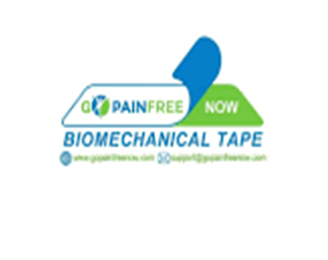 GO PAINFREE NOW
BIOMECHANICAL TAPE
www.gopainfreenow.com support@gopainfreenow.com